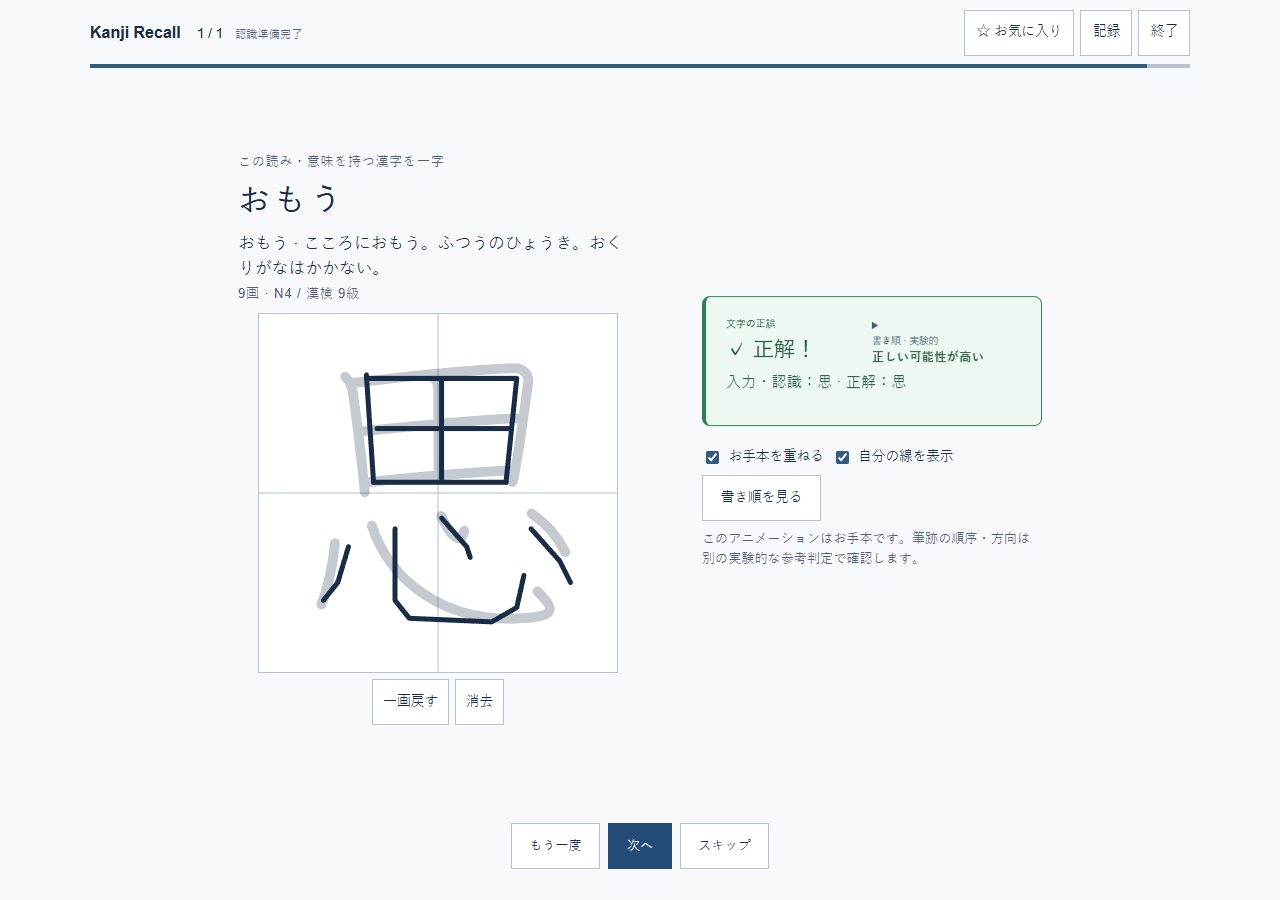 Kanji Recall 1 / 1 認識準備完了 ☆ お気に入り 記録 終了
この読み・意味を持つ漢字を一字
おもう
おもう · こころにおもう。ふつうのひょうき。おく
りがなはかかない。
9画 · N4 / 漢検 9級
思
一画戻す 消去
文字の正誤
✓ 正解！
▶
書き順 · 実験的
正しい可能性が高い
入力・認識：思 · 正解：思
お手本を重ねる 自分の線を表示
書き順を見る
このアニメーションはお手本です。筆跡の順序・方向は
別の実験的な参考判定で確認します。
もう一度 次へ スキップ